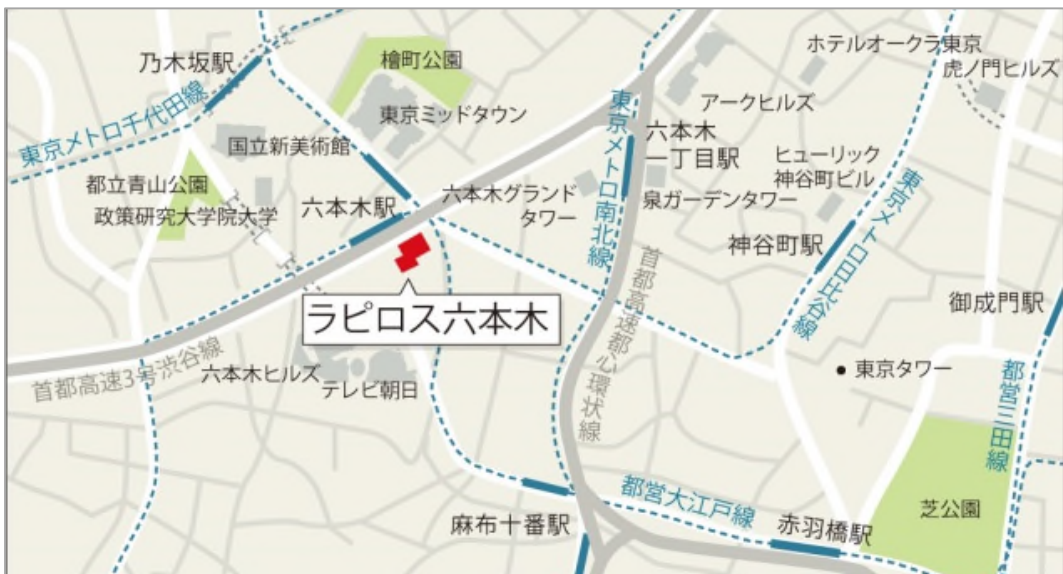 乃木坂駅
檜町公園
ホテルオークラ東京
虎ノ門ヒルズ
東京メトロ千代田線
東京ミッドタウン
アークヒルズ
国立新美術館
東京メトロ南北線
六本木
一丁目駅
ヒューリック
神谷町ビル
都立青山公園
政策研究大学院大学
六本木駅
六本木グランド
タワー
泉ガーデンタワー
東京メトロ日比谷線
神谷町駅
首都高速都心環状線
御成門駅
ラピロス六本木
首都高速3号渋谷線
六本木ヒルズ
テレビ朝日
東京タワー
都営三田線
麻布十番駅
都営大江戸線
赤羽橋駅
芝公園